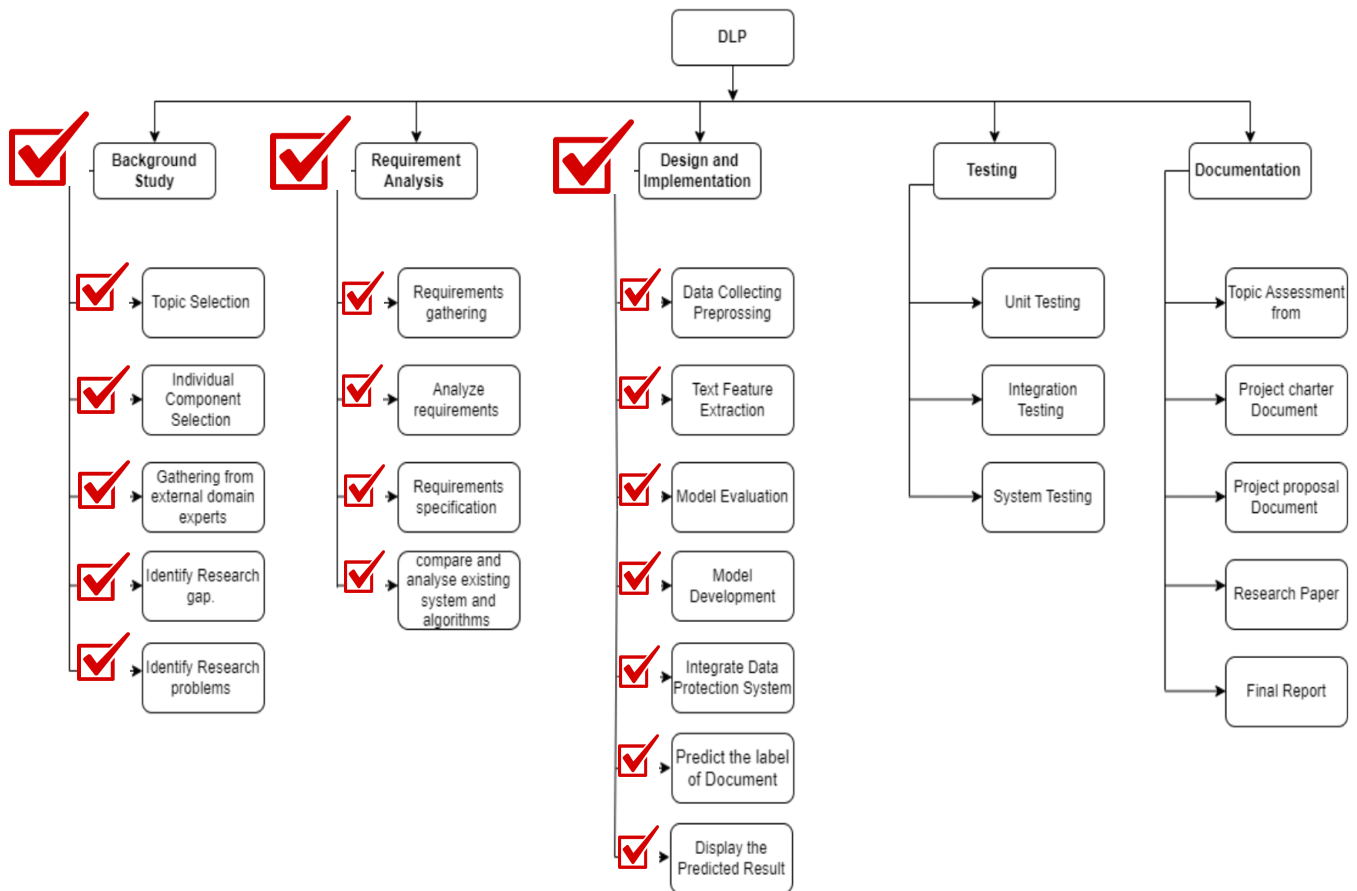 DLP
Background
Study
Requirement
Analysis
Design and
Implementation
Testing
Documentation
Topic Selection
Individual
Component
Selection
Gathering from
external domain
experts
Identify Research
gap.
Identify Research
problems
Requirements
gathering
Analyze
requirements
Requirements
specification
compare and
analyse existing
system and
algorithms
Data Collecting
Preprossing
Text Feature
Extraction
Model Evaluation
Model
Development
Integrate Data
Protection System
Predict the label
of Document
Display the
Predicted Result
Unit Testing
Integration
Testing
System Testing
Topic Assessment
from
Project charter
Document
Project proposal
Document
Research Paper
Final Report